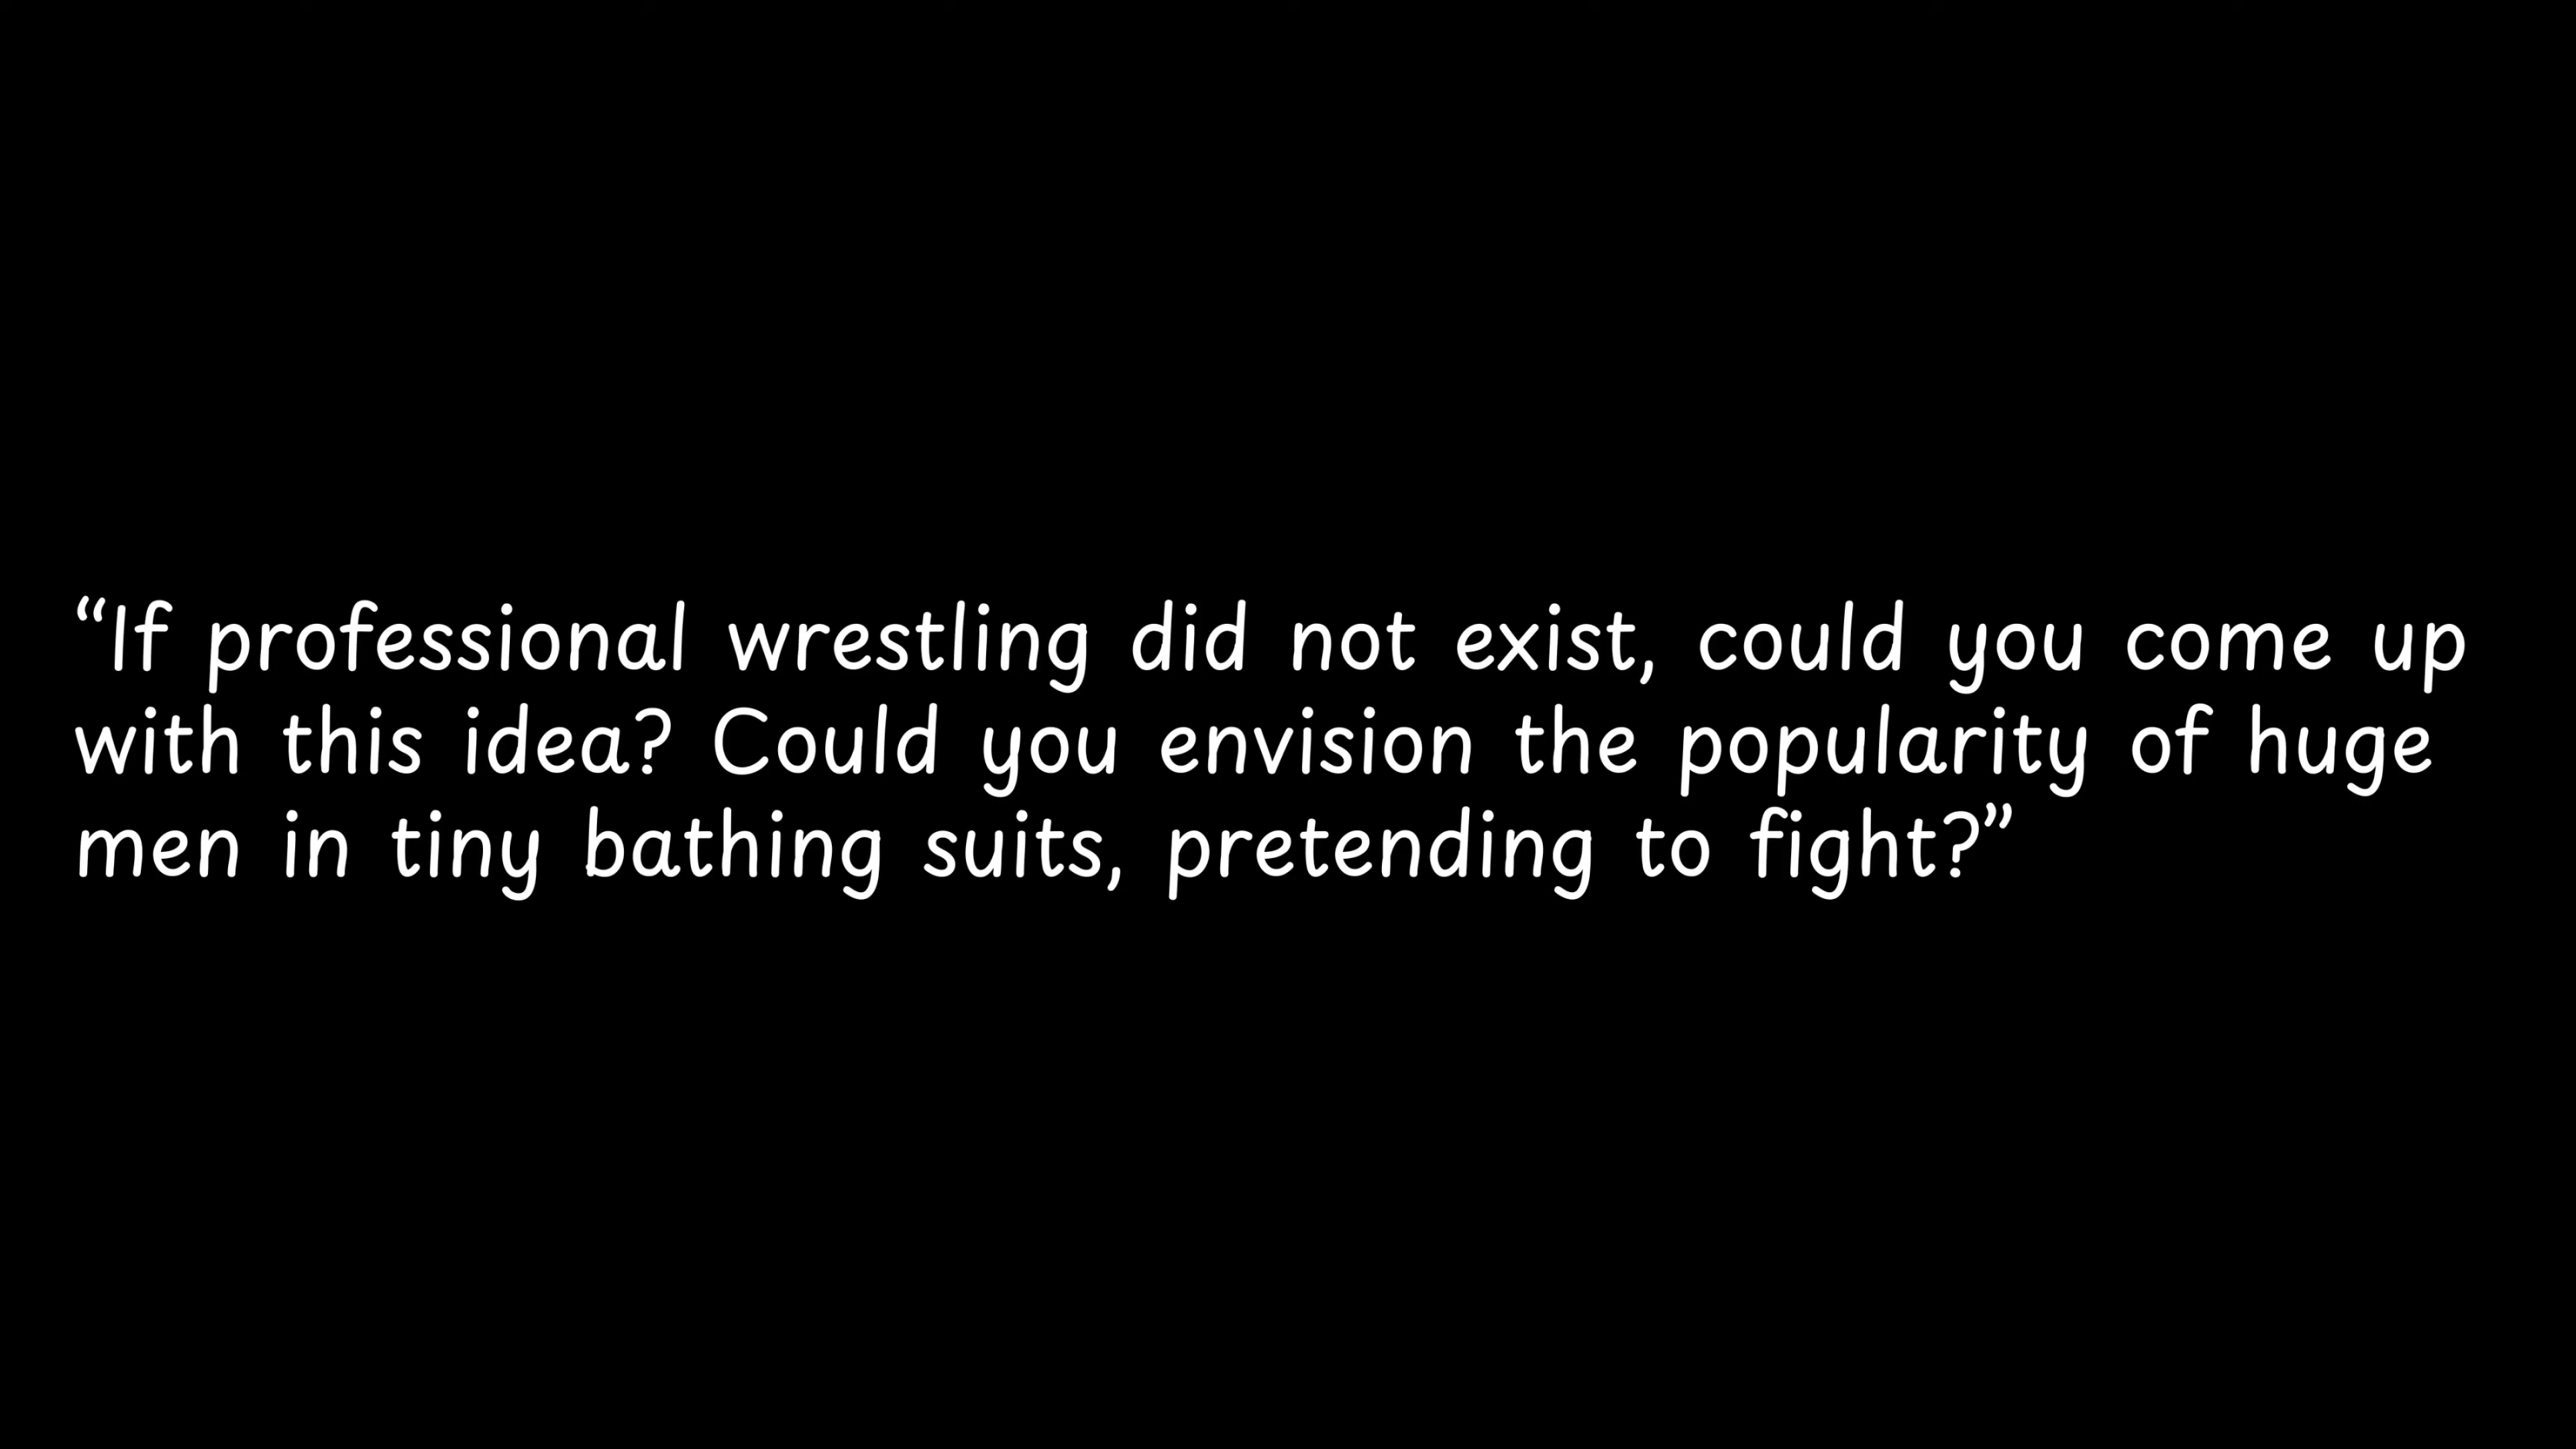 “If professional wrestling did not exist, could you come up
with this idea? Could you envision the popularity of huge
men in tiny bathing suits, pretending to fight?”